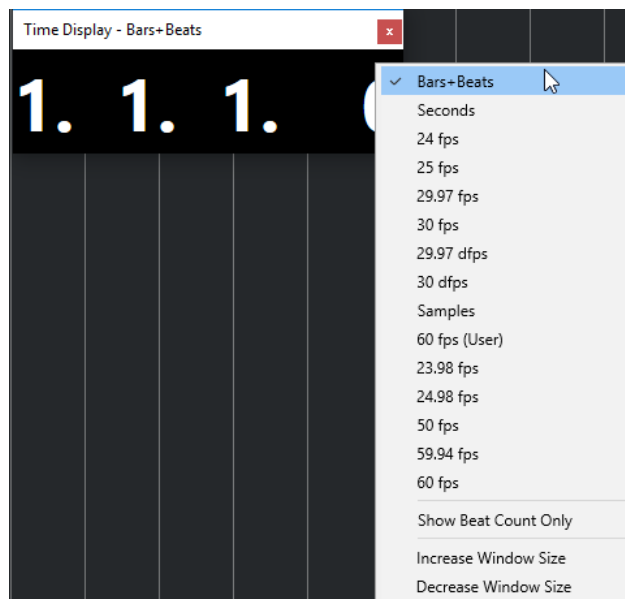 Time Display - Bars+Beats
x
1. 1. 1. 0
Bars+Beats
Seconds
24 fps
25 fps
29.97 fps
30 fps
29.97 dfps
30 dfps
Samples
60 fps (User)
23.98 fps
24.98 fps
50 fps
59.94 fps
60 fps
Show Beat Count Only
Increase Window Size
Decrease Window Size